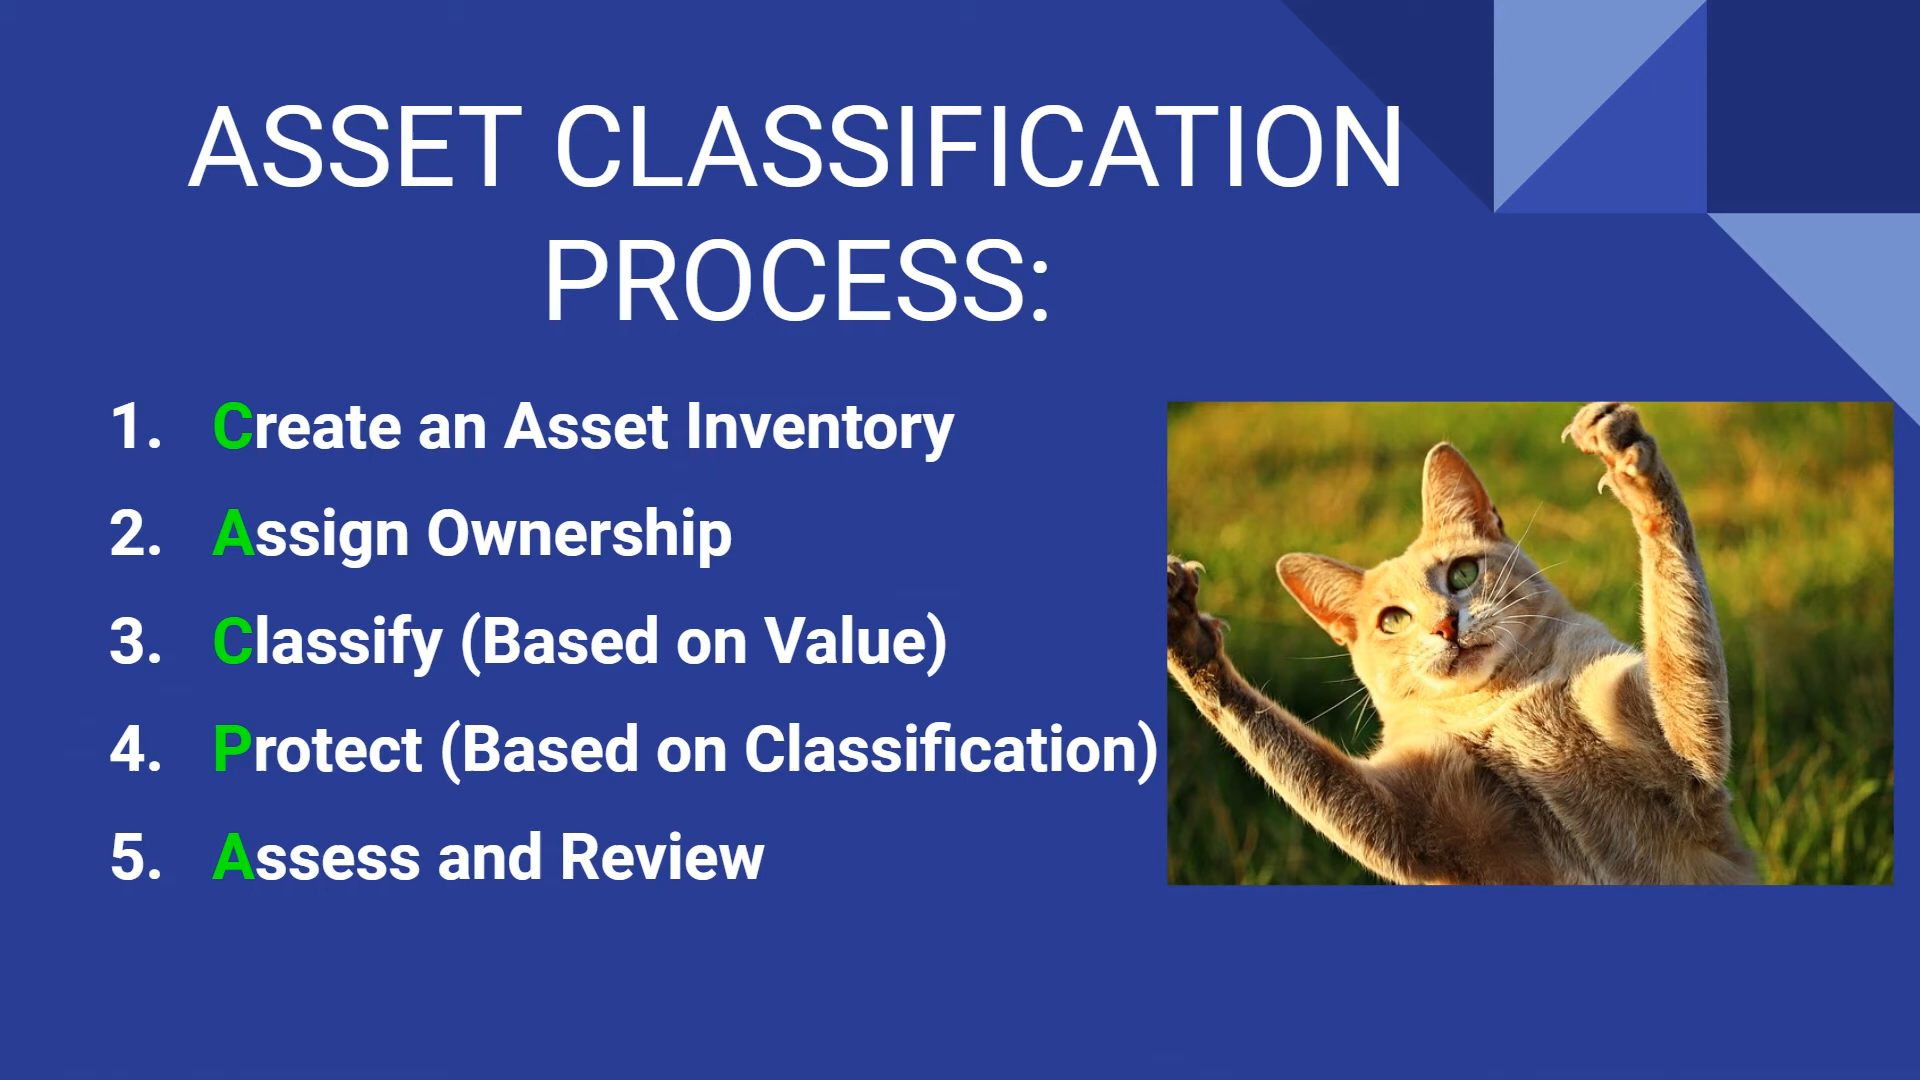 ASSET CLASSIFICATION
PROCESS:
1. Create an Asset Inventory
2. Assign Ownership
3. Classify (Based on Value)
4. Protect (Based on Classification)
5. Assess and Review